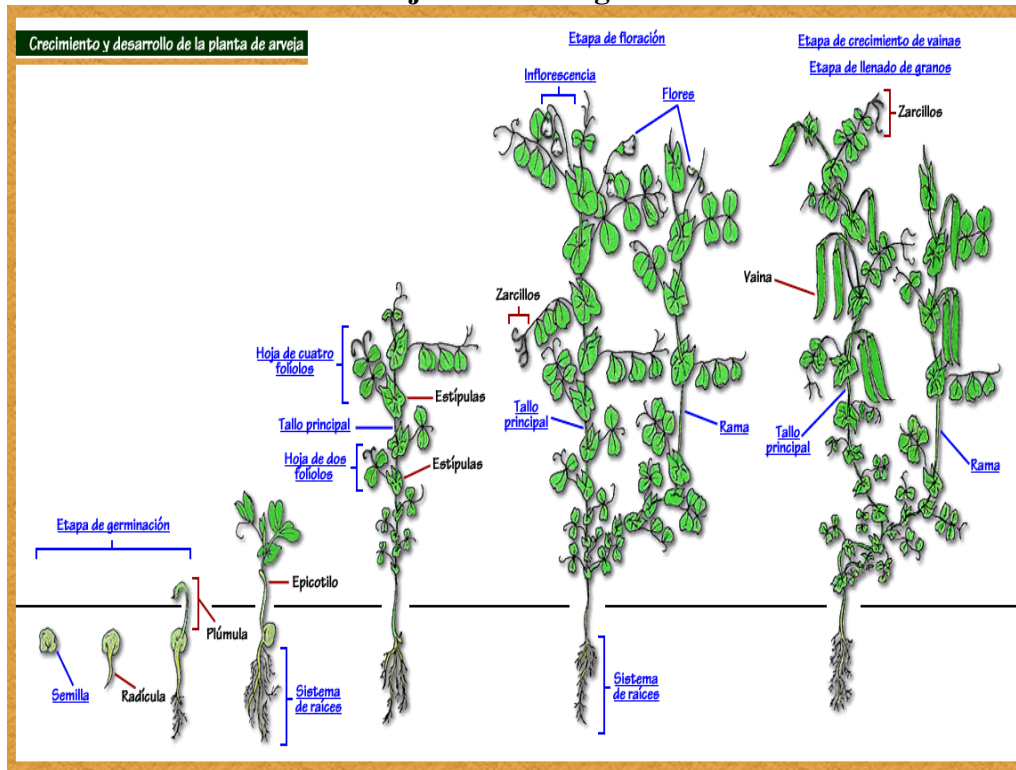 Crecimiento y desarrollo de la planta de arveja
Etapa de floración
Etapa de crecimiento de vainas
Etapa de llenado de granos
Inflorescencia
Flores
Zarcillos
Vaina
Zarcillos
Hoja de cuatro
folíolos
Estípulas
Tallo principal
Hoja de dos
folíolos
Estípulas
Tallo
principal
Rama
Tallo
principal
Rama
Etapa de germinación
Epicotilo
Plúmula
Semilla
Radícula
Sistema
de raíces
Sistema
de raíces